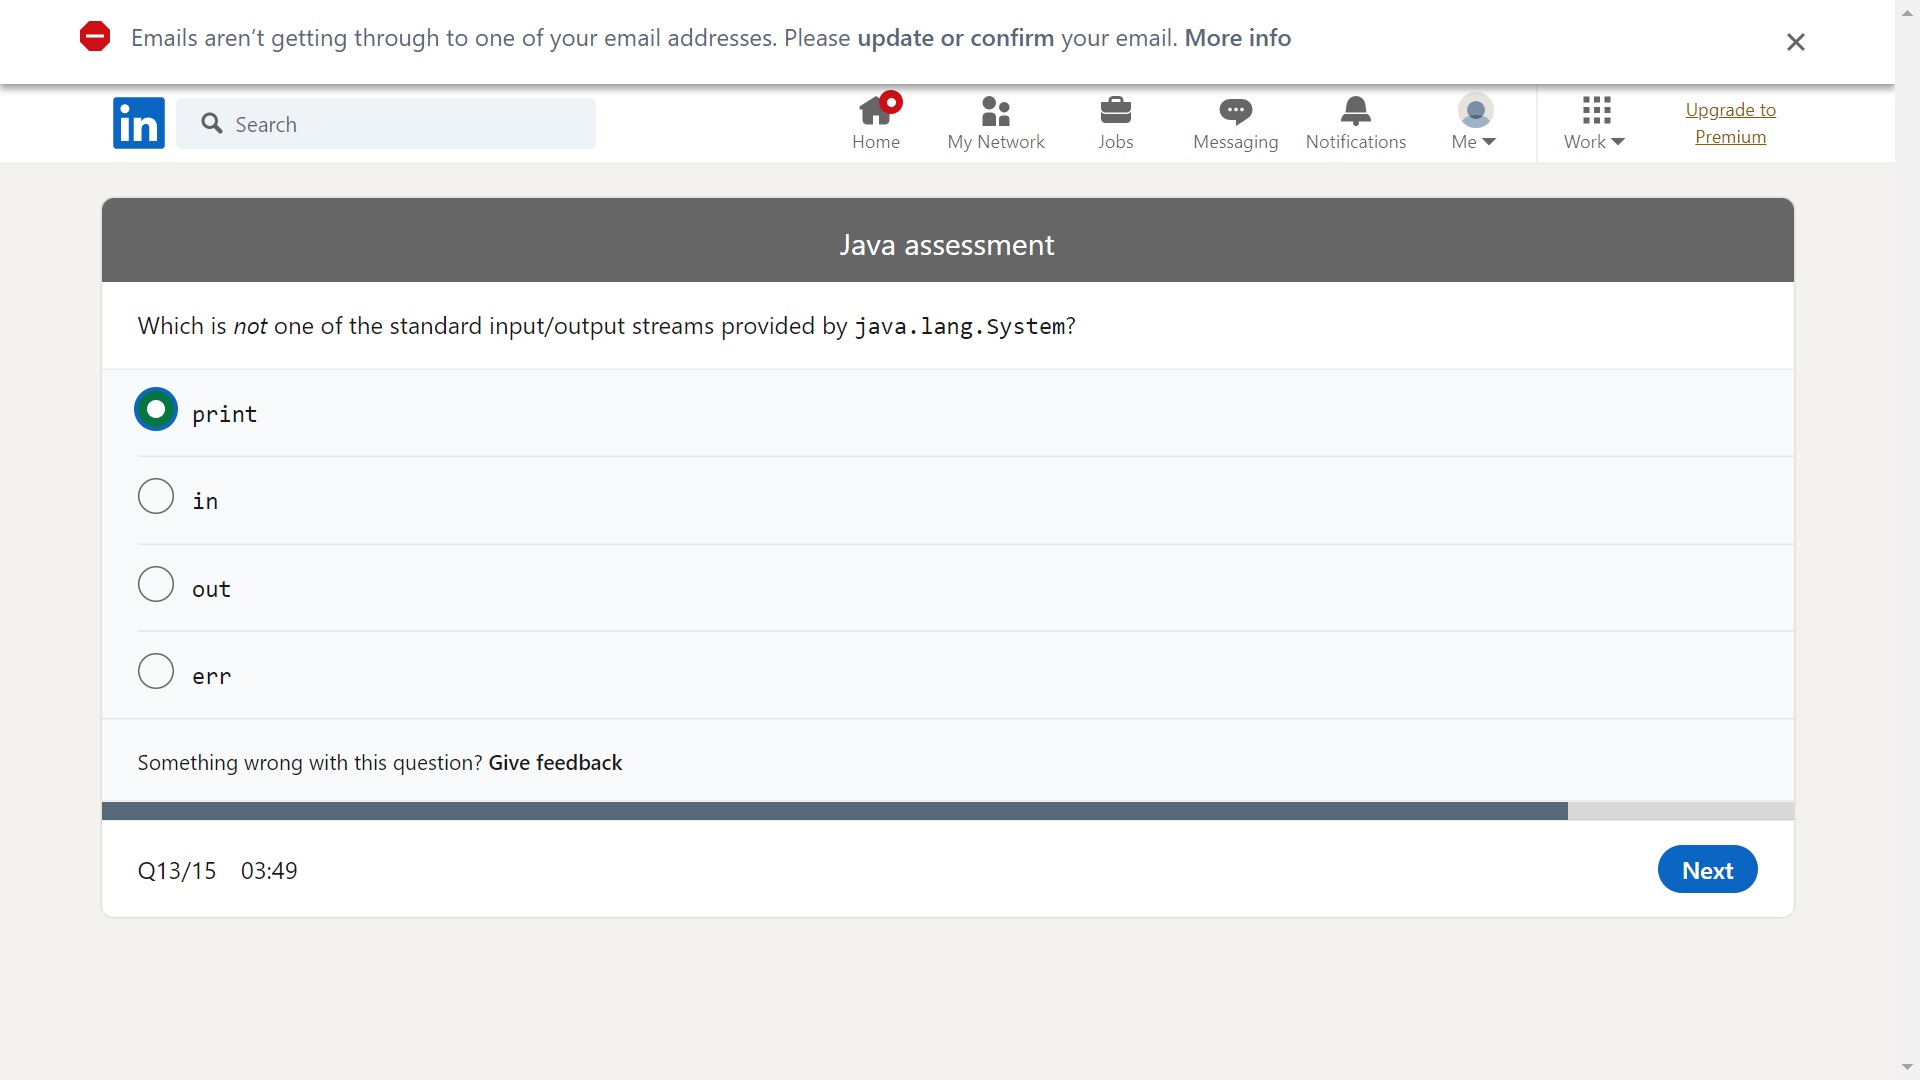 Emails aren't getting through to one of your email addresses. Please update or confirm your email. More info
in
Search
Home
My Network
Jobs
Messaging
Notifications
Me
Work
Upgrade to
Premium
Java assessment
Which is not one of the standard input/output streams provided by java.lang.System?
print
in
out
err
Something wrong with this question? Give feedback
Q13/15 03:49
Next